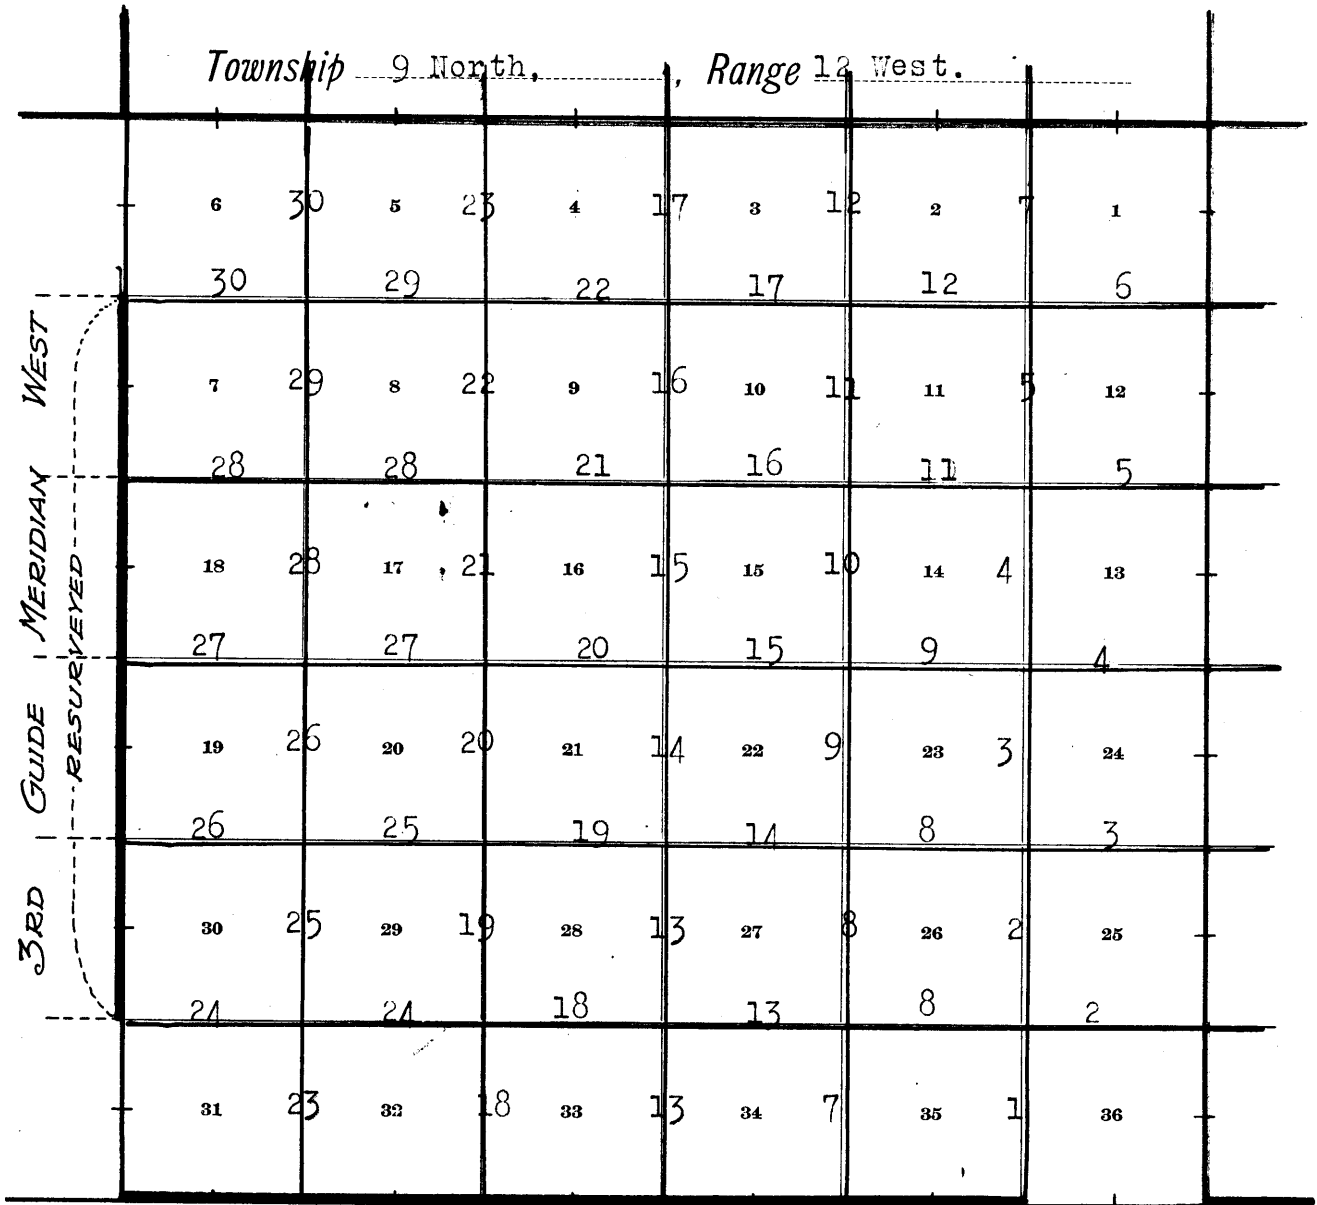 Township 9 North, , Range 12 West.
6 30 5 23 4 17 3 12 2 7 1
30 29 22 17 12 6
7 29 8 22 9 16 10 11 11 5 12
28 28 21 16 11 5
18 28 17 21 16 15 15 10 14 4 13
27 27 20 15 9 4
19 26 20 20 21 14 22 9 23 3 24
26 25 19 14 8 3
30 25 29 19 28 13 27 8 26 2 25
24 24 18 13 8 2
31 23 32 18 33 13 34 7 35 1 36
3RD GUIDE MERIDIAN WEST
RESURVEYED